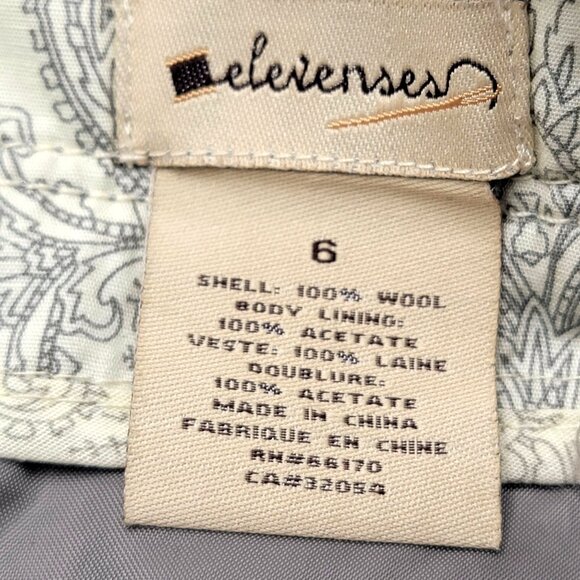 elevenses
6
SHELL: 100% WOOL
BODY LINING:
100% ACETATE
VESTE: 100% LAINE
DOUBLURE:
100% ACETATE
MADE IN CHINA
FABRIQUE EN CHINE
RN#66170
CA#32054